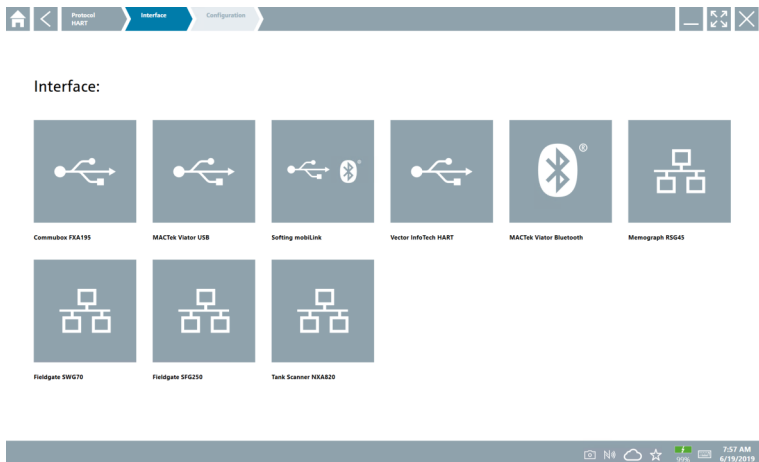 Protocol
HART
Interface
Configuration
Interface:
Commubox FXA195
MACTek Viator USB
Softing mobiLink
Vector InfoTech HART
MACTek Viator Bluetooth
Memograph RSG45
Fieldgate SWG70
Fieldgate SFG250
Tank Scanner NXA820
99%
7:57 AM
6/19/2019